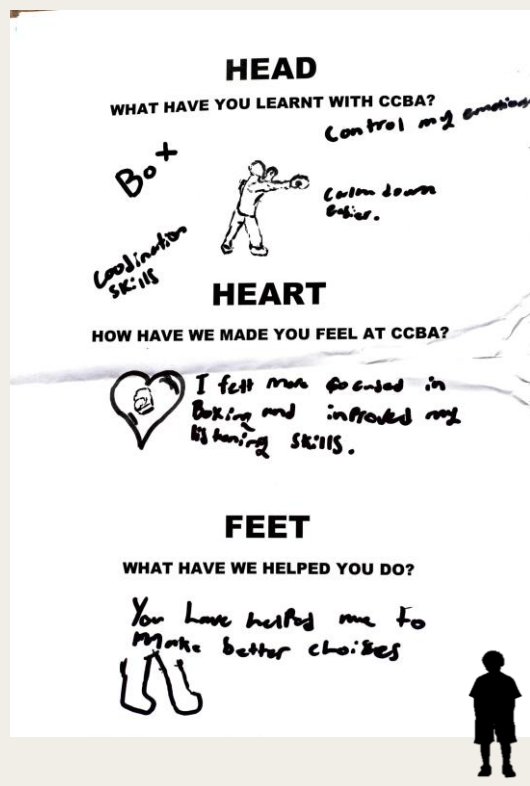 HEAD
WHAT HAVE YOU LEARNT WITH CCBA?
Control my emotions
Box
Calm down
Easier.
Coodination
skills
HEART
HOW HAVE WE MADE YOU FEEL AT CCBA?
I felt more focused in
Boxing and inproved my
listening skills.
FEET
WHAT HAVE WE HELPED YOU DO?
You have helped me to
Make better choises